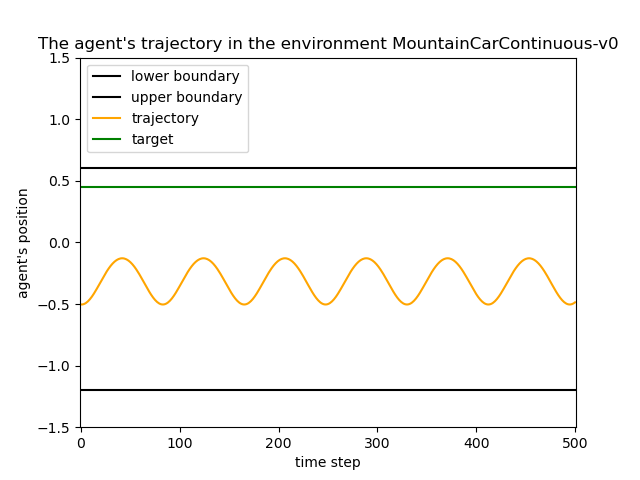 The agent's trajectory in the environment MountainCarContinuous-v0
lower boundary
upper boundary
trajectory
target
1.5
1.0
0.5
0.0
−0.5
−1.0
−1.5
agent's position
0 100 200 300 400 500
time step